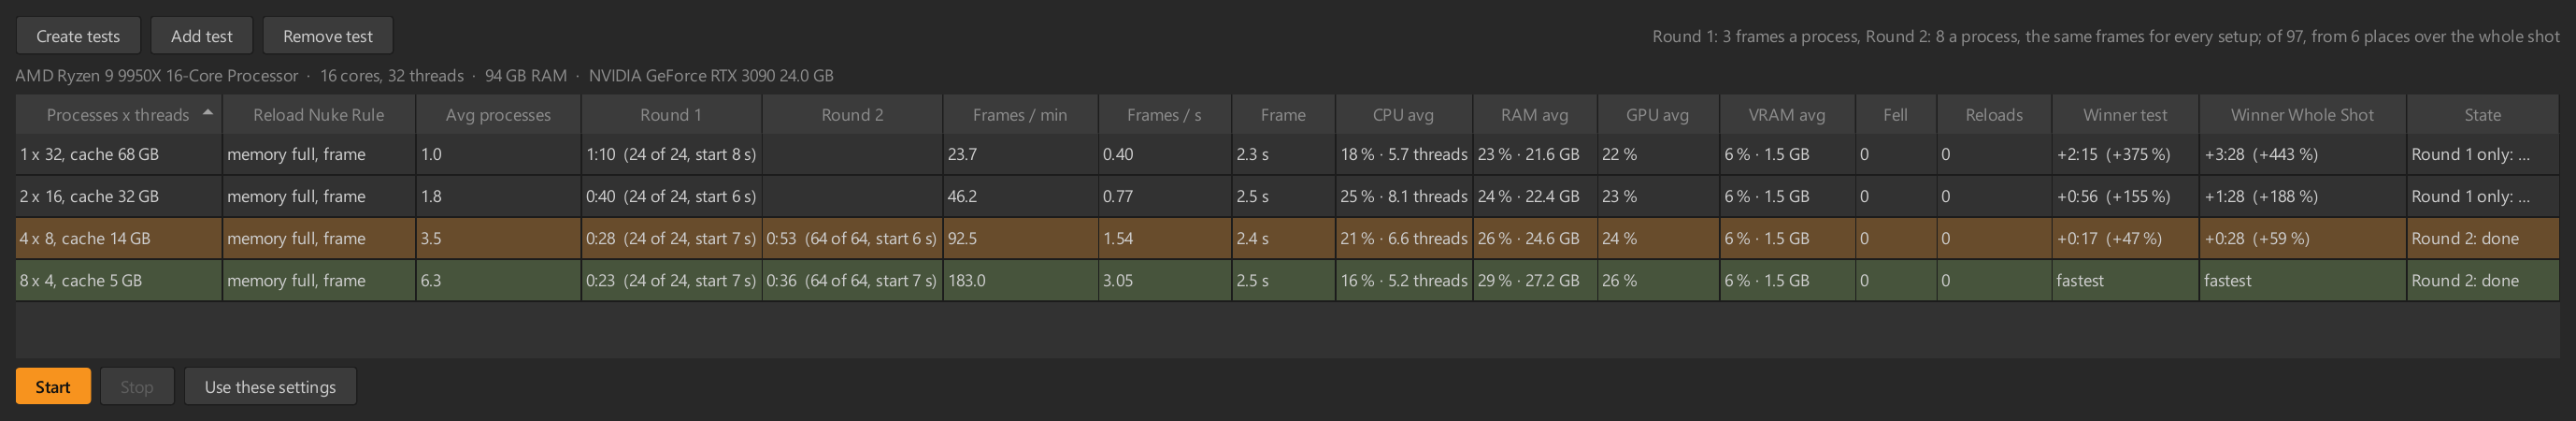 Create tests Add test Remove test Round 1: 3 frames a process, Round 2: 8 a process, the same frames for every setup; of 97, from 6 places over the whole shot
AMD Ryzen 9 9950X 16-Core Processor · 16 cores, 32 threads · 94 GB RAM · NVIDIA GeForce RTX 3090 24.0 GB
Processes x threads Reload Nuke Rule Avg processes Round 1 Round 2 Frames / min Frames / s Frame CPU avg RAM avg GPU avg VRAM avg Fell Reloads Winner test Winner Whole Shot State
1 x 32, cache 68 GB memory full, frame 1.0 1:10 (24 of 24, start 8 s) 23.7 0.40 2.3 s 18 % · 5.7 threads 23 % · 21.6 GB 22 % 6 % · 1.5 GB 0 0 +2:15 (+375 %) +3:28 (+443 %) Round 1 only: ...
2 x 16, cache 32 GB memory full, frame 1.8 0:40 (24 of 24, start 6 s) 46.2 0.77 2.5 s 25 % · 8.1 threads 24 % · 22.4 GB 23 % 6 % · 1.5 GB 0 0 +0:56 (+155 %) +1:28 (+188 %) Round 1 only: ...
4 x 8, cache 14 GB memory full, frame 3.5 0:28 (24 of 24, start 7 s) 0:53 (64 of 64, start 6 s) 92.5 1.54 2.4 s 21 % · 6.6 threads 26 % · 24.6 GB 24 % 6 % · 1.5 GB 0 0 +0:17 (+47 %) +0:28 (+59 %) Round 2: done
8 x 4, cache 5 GB memory full, frame 6.3 0:23 (24 of 24, start 7 s) 0:36 (64 of 64, start 7 s) 183.0 3.05 2.5 s 16 % · 5.2 threads 29 % · 27.2 GB 26 % 6 % · 1.5 GB 0 0 fastest fastest Round 2: done
Start Stop Use these settings